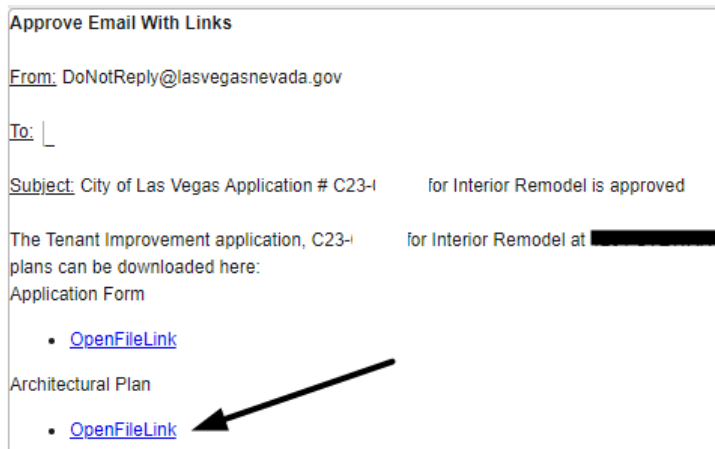 Approve Email With Links
From: DoNotReply@lasvegasnevada.gov
To:
Subject: City of Las Vegas Application # C23- for Interior Remodel is approved
The Tenant Improvement application, C23- for Interior Remodel at
plans can be downloaded here:
Application Form
• OpenFileLink
Architectural Plan
• OpenFileLink